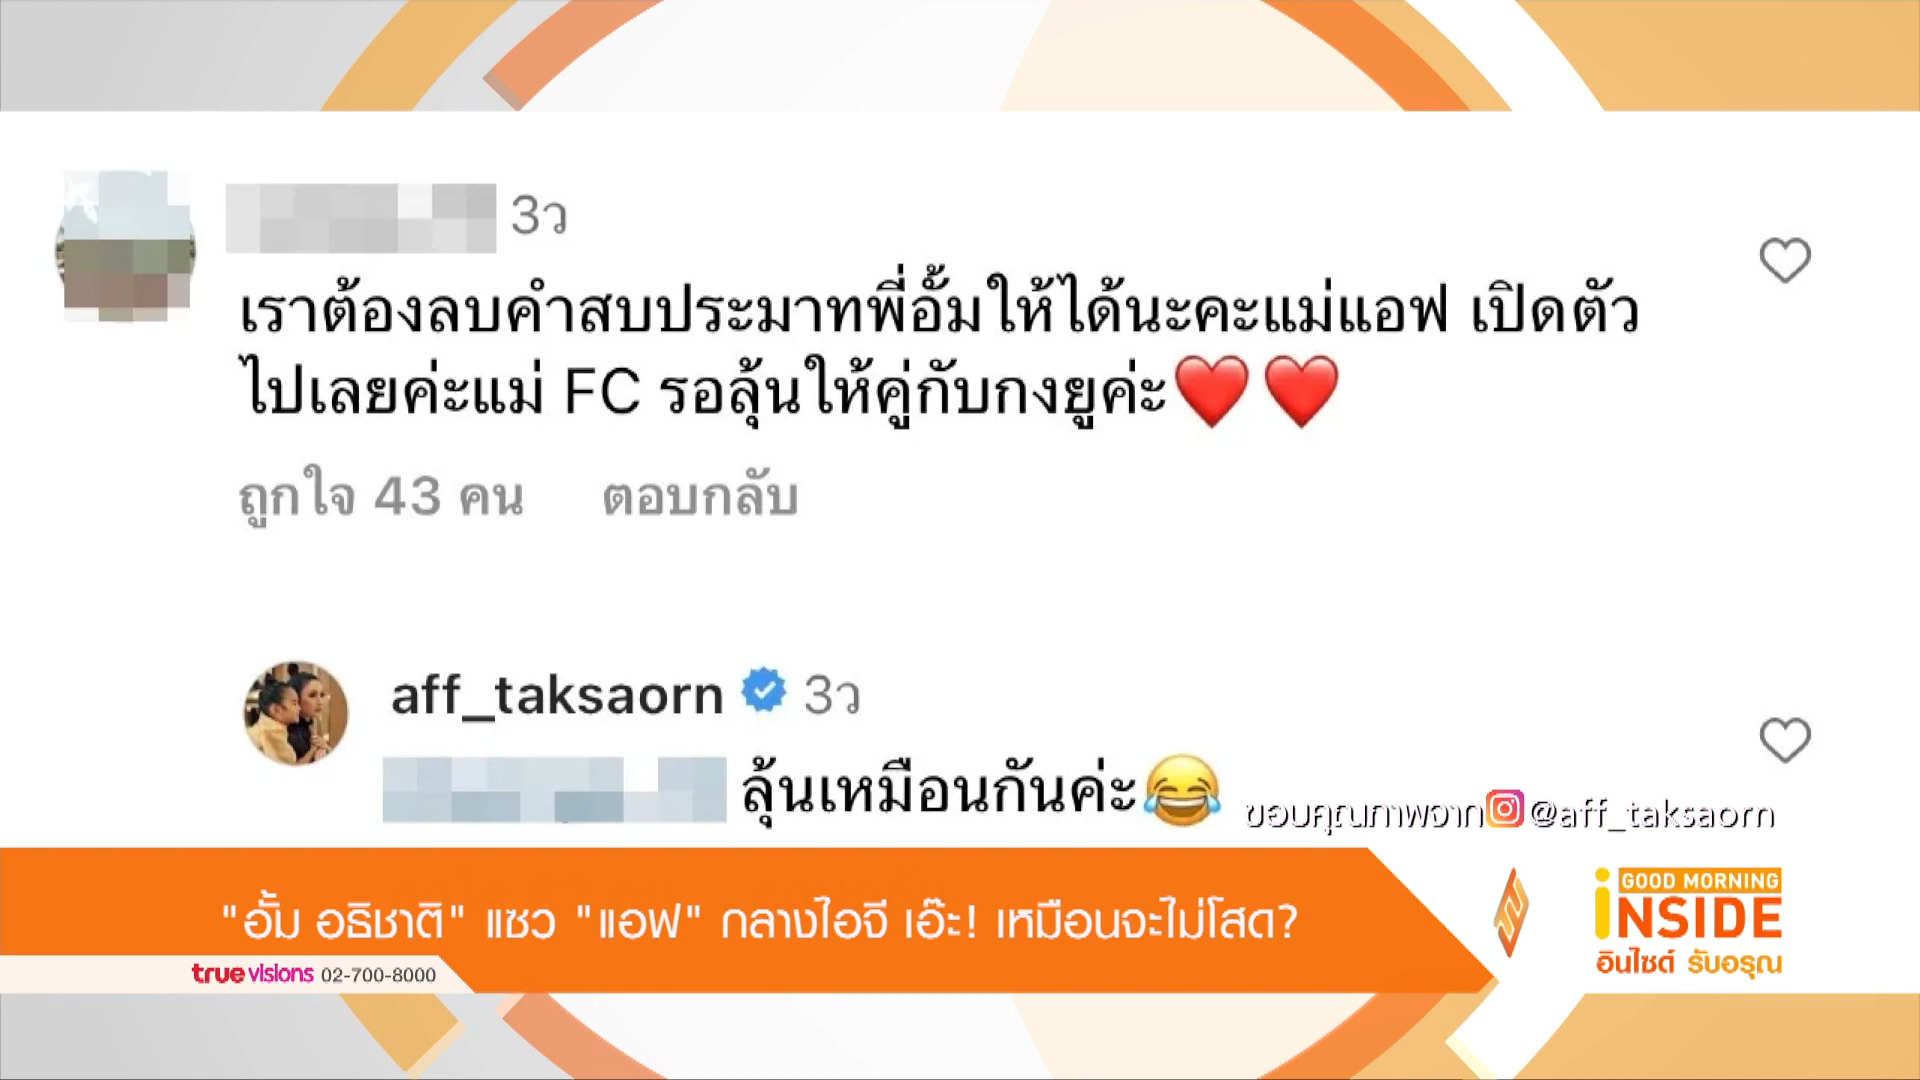 3ว
เราต้องลบคำสบประมาทพี่อั้มให้ได้นะคะแม่แอฟ เปิดตัว
ไปเลยค่ะแม่ FC รอลุ้นให้คู่กับกงยูค่ะ❤️❤️
ถูกใจ 43 คน ตอบกลับ
aff_taksaorn 3ว
ลุ้นเหมือนกันค่ะ😂
ขอบคุณภาพจาก @aff_taksaorn
"อั้ม อธิชาติ" แซว "แอฟ" กลางไอจี เอ๊ะ! เหมือนจะไม่โสด?
truevisions 02-700-8000
GOOD MORNING
iNSIDE
อินไซด์ รับอรุณ